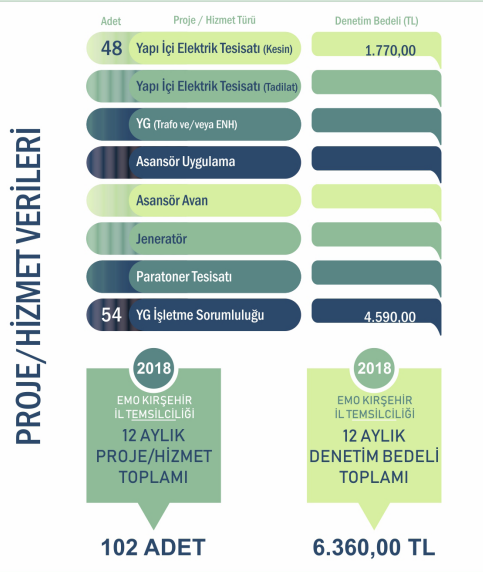 PROJE/HİZMET VERİLERİ
Adet Proje / Hizmet Türü Denetim Bedeli (TL)
48 Yapı İçi Elektrik Tesisatı (Kesin) 1.770,00
Yapı İçi Elektrik Tesisatı (Tadilat)
YG (Trafo ve/veya ENH)
Asansör Uygulama
Asansör Avan
Jeneratör
Paratoner Tesisatı
54 YG İşletme Sorumluluğu 4.590,00
2018
EMO KIRŞEHİR
İL TEMSİLCİLİĞİ
12 AYLIK
PROJE/HİZMET
TOPLAMI
102 ADET
2018
EMO KIRŞEHİR
İL TEMSİLCİLİĞİ
12 AYLIK
DENETİM BEDELİ
TOPLAMI
6.360,00 TL